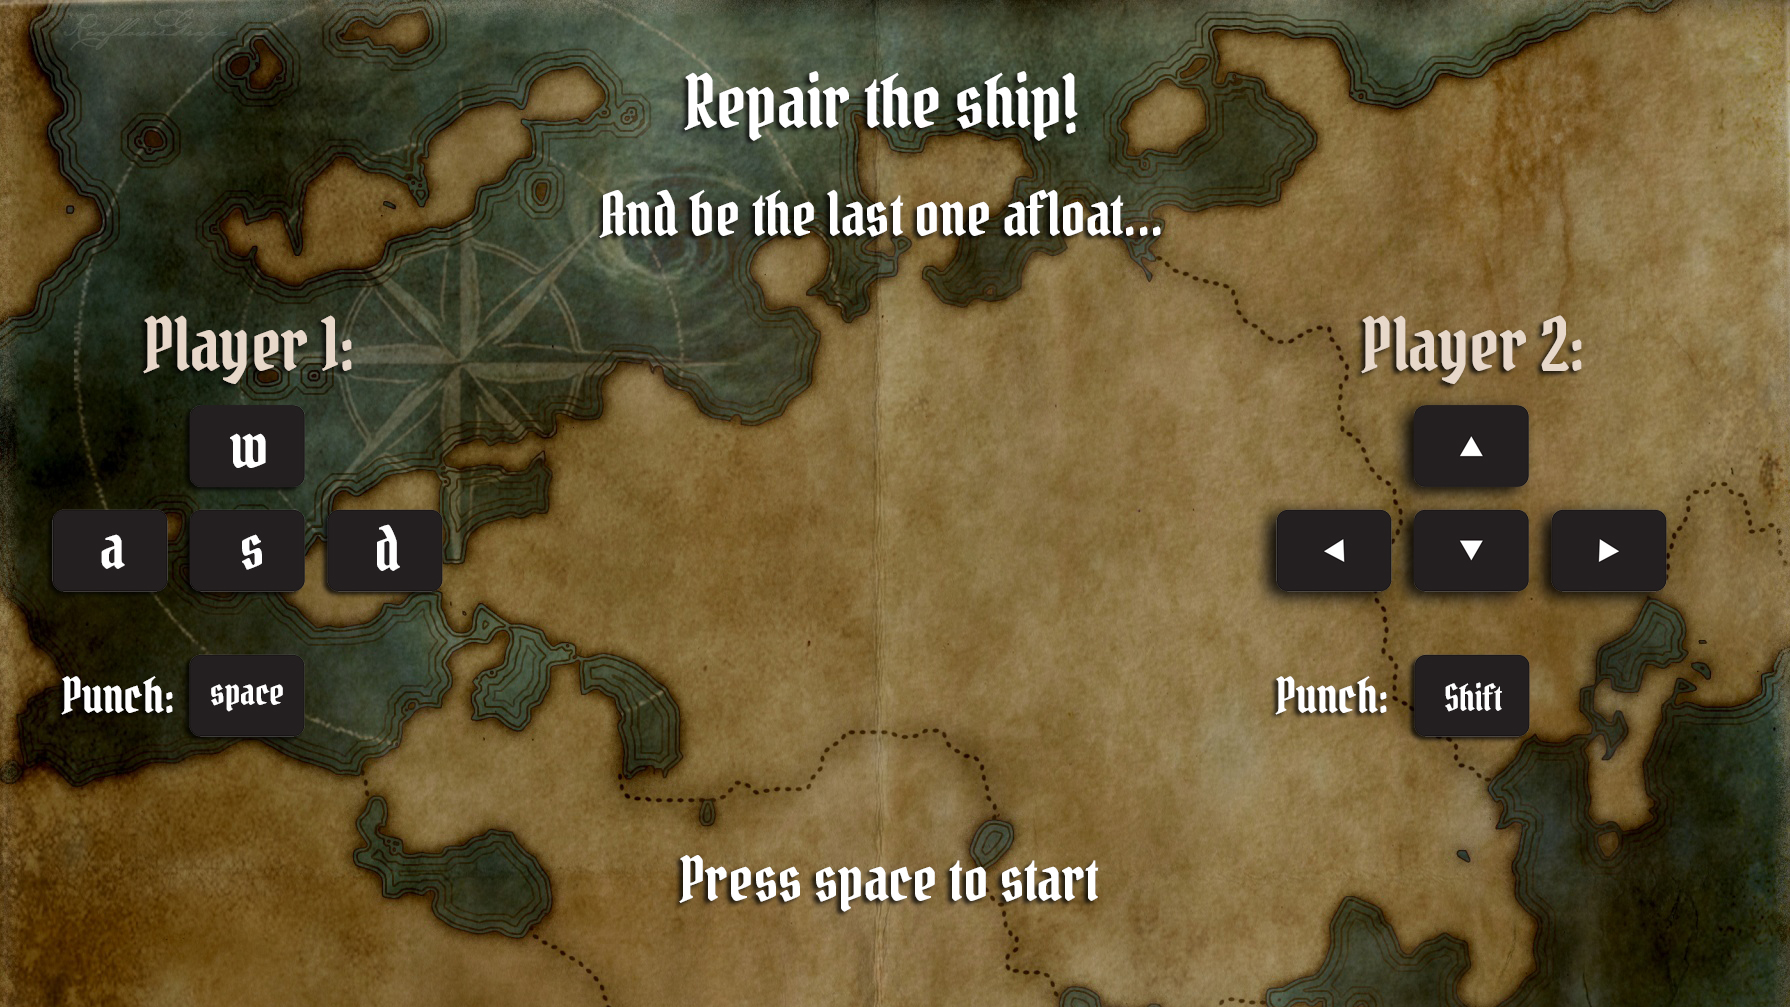 Repair the ship!
And be the last one afloat...
Player 1:
w
a s d
Punch: space
Player 2:
▲
◀ ▼ ▶
Punch: Shift
Press space to start